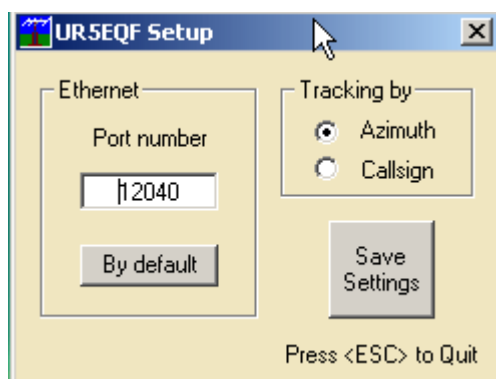 UR5EQF Setup
Ethernet
Port number
12040
By default
Tracking by
Azimuth
Callsign
Save
Settings
Press <ESC> to Quit